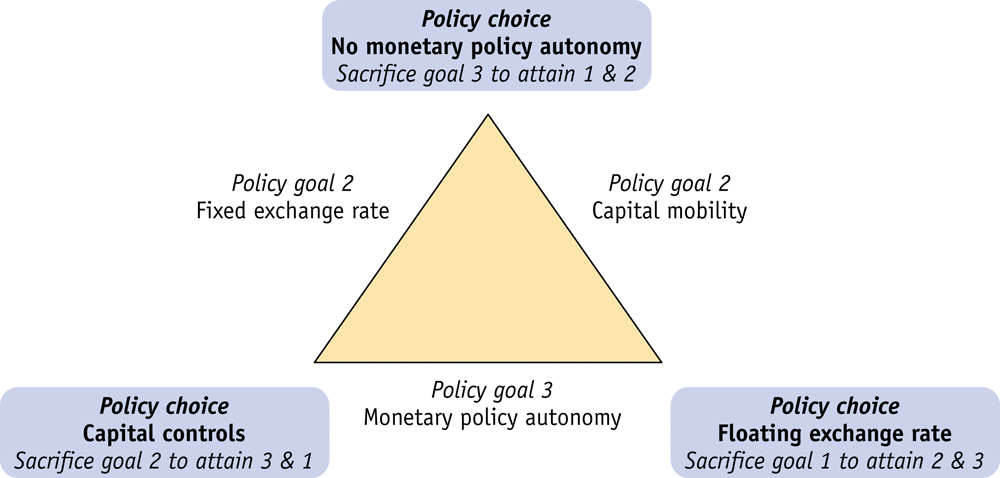 Policy choice
No monetary policy autonomy
Sacrifice goal 3 to attain 1 & 2
Policy goal 2
Fixed exchange rate
Policy goal 2
Capital mobility
Policy goal 3
Monetary policy autonomy
Policy choice
Capital controls
Sacrifice goal 2 to attain 3 & 1
Policy choice
Floating exchange rate
Sacrifice goal 1 to attain 2 & 3